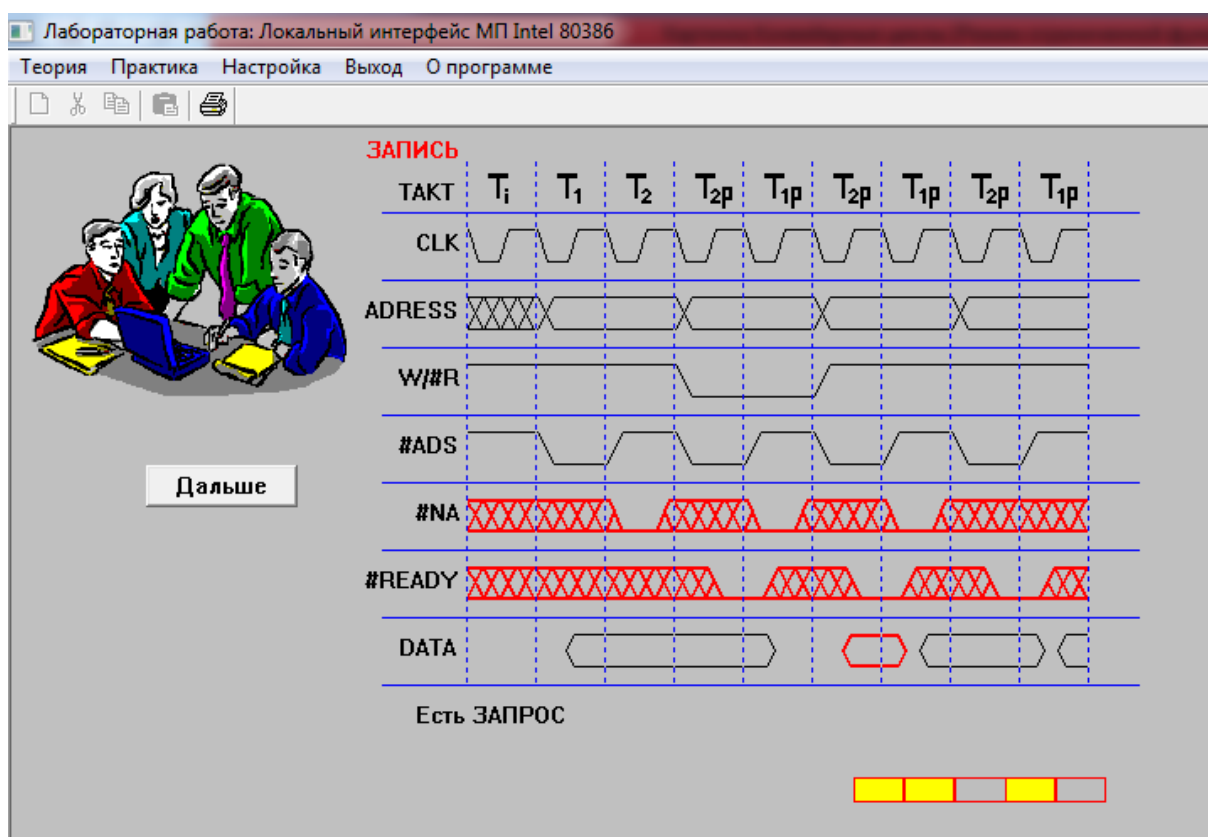 Лабораторная работа: Локальный интерфейс МП Intel 80386
Теория Практика Настройка Выход О программе
ЗАПИСЬ
ТАКТ Ti T1 T2 T2p T1p T2p T1p T2p T1p
CLK
ADRESS
W/#R
#ADS
Дальше
#NA
#READY
DATA
Есть ЗАПРОС